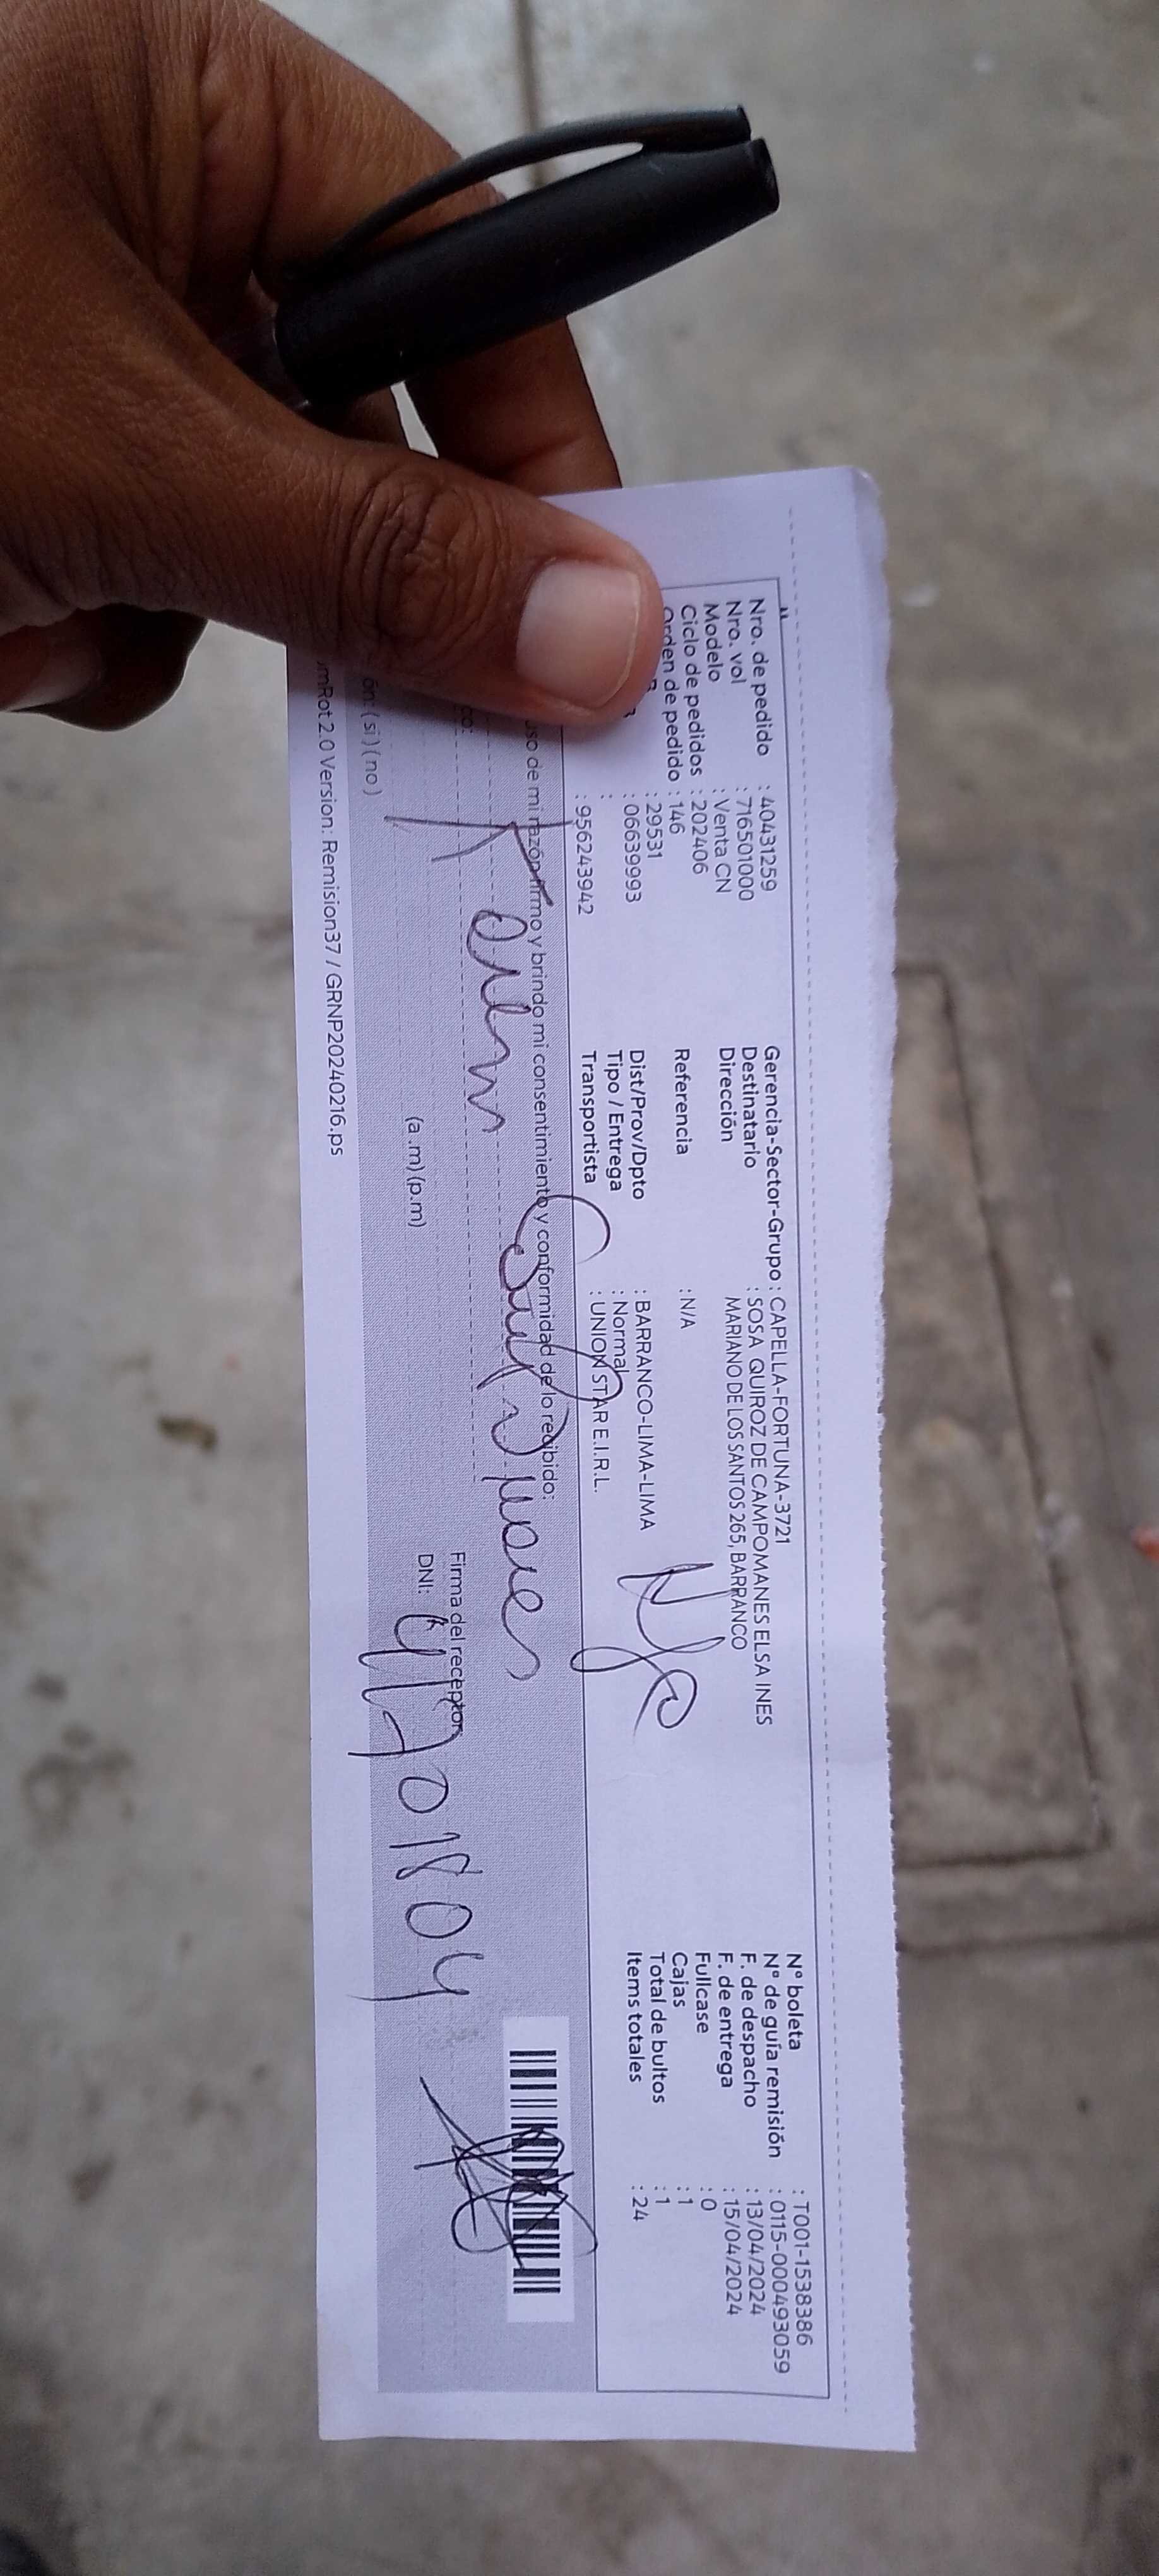 Nro. de pedido : 40431259
Nro. vol : 716501000
Modelo : Venta CN
Ciclo de pedidos : 202406
Orden de pedido : 146
: 29531
: 06639993
:
: 956243942
Gerencia-Sector-Grupo : CAPELLA-FORTUNA-3721
Destinatario : SOSA QUIROZ DE CAMPOMANES ELSA INES
Dirección MARIANO DE LOS SANTOS 265, BARRANCO
Referencia : N/A
Dist/Prov/Dpto : BARRANCO-LIMA-LIMA
Tipo / Entrega : Normal
Transportista : UNION STAR E.I.R.L.
N° boleta : T001-1538386
N° de guía remisión : 0115-000493059
F. de despacho : 13/04/2024
F. de entrega : 15/04/2024
Fullcase : 0
Cajas : 1
Total de bultos : 1
Items totales : 24
uso de mi razón firmo y brindo mi consentimiento y conformidad de lo recibido:
co:
ón: ( si ) ( no )
(a .m)(p.m)
Firma del receptor
DNI:
mRot 2.0 Version: Remision37 / GRNP20240216.ps